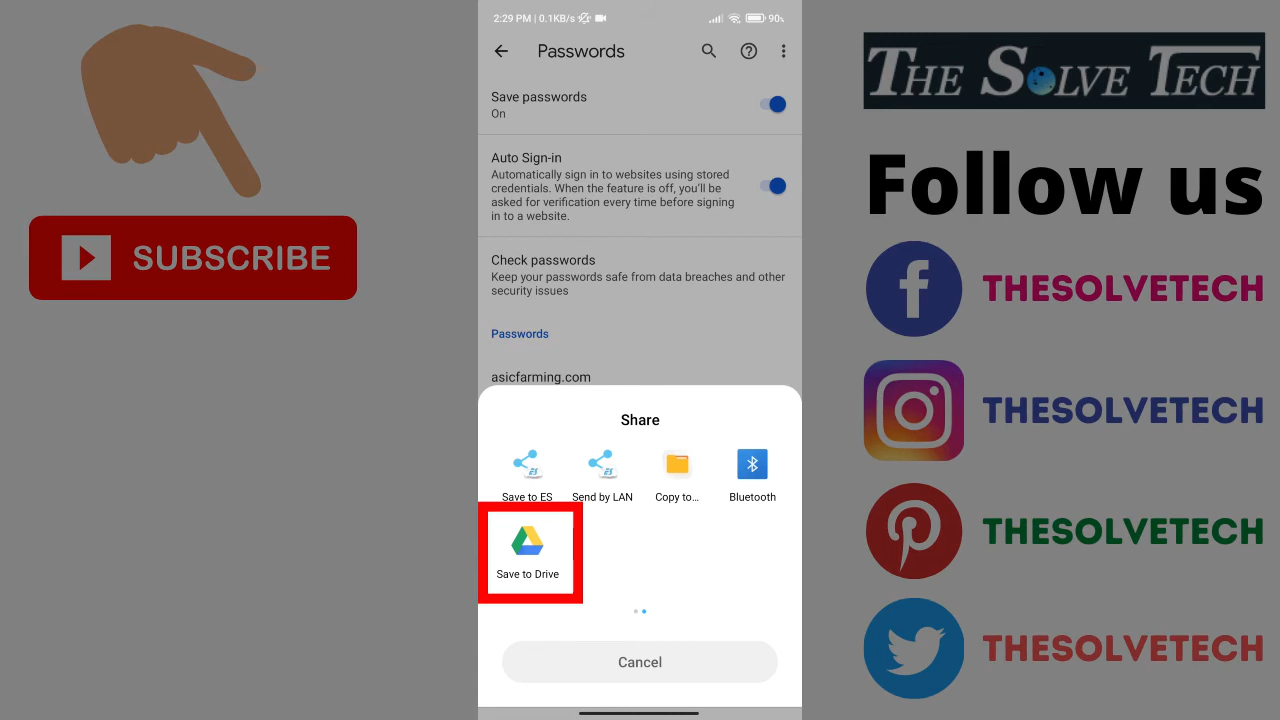 SUBSCRIBE
2:29 PM | 0.1KB/s
90%
Passwords
Save passwords
On
Auto Sign-in
Automatically sign in to websites using stored
credentials. When the feature is off, you'll be
asked for verification every time before signing
in to a website.
Check passwords
Keep your passwords safe from data breaches and other
security issues
Passwords
asicfarming.com
Share
Save to ES
Send by LAN
Copy to...
Bluetooth
Save to Drive
Cancel
THE SOLVE TECH
Follow us
THESOLVETECH
THESOLVETECH
THESOLVETECH
THESOLVETECH